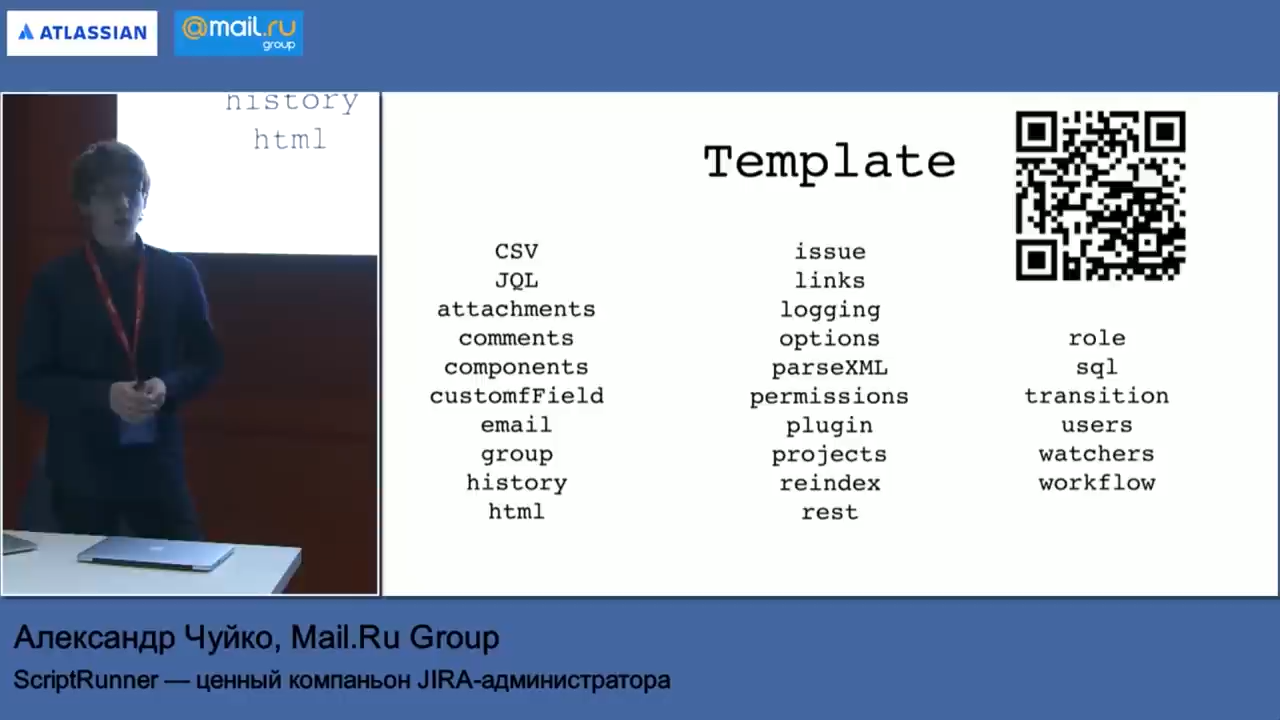 ATLASSIAN
@mail.ru
group
history
html
Template
CSV
JQL
attachments
comments
components
customfField
email
group
history
html
issue
links
logging
options
parseXML
permissions
plugin
projects
reindex
rest
role
sql
transition
users
watchers
workflow
Александр Чуйко, Mail.Ru Group
ScriptRunner — ценный компаньон JIRA-администратора